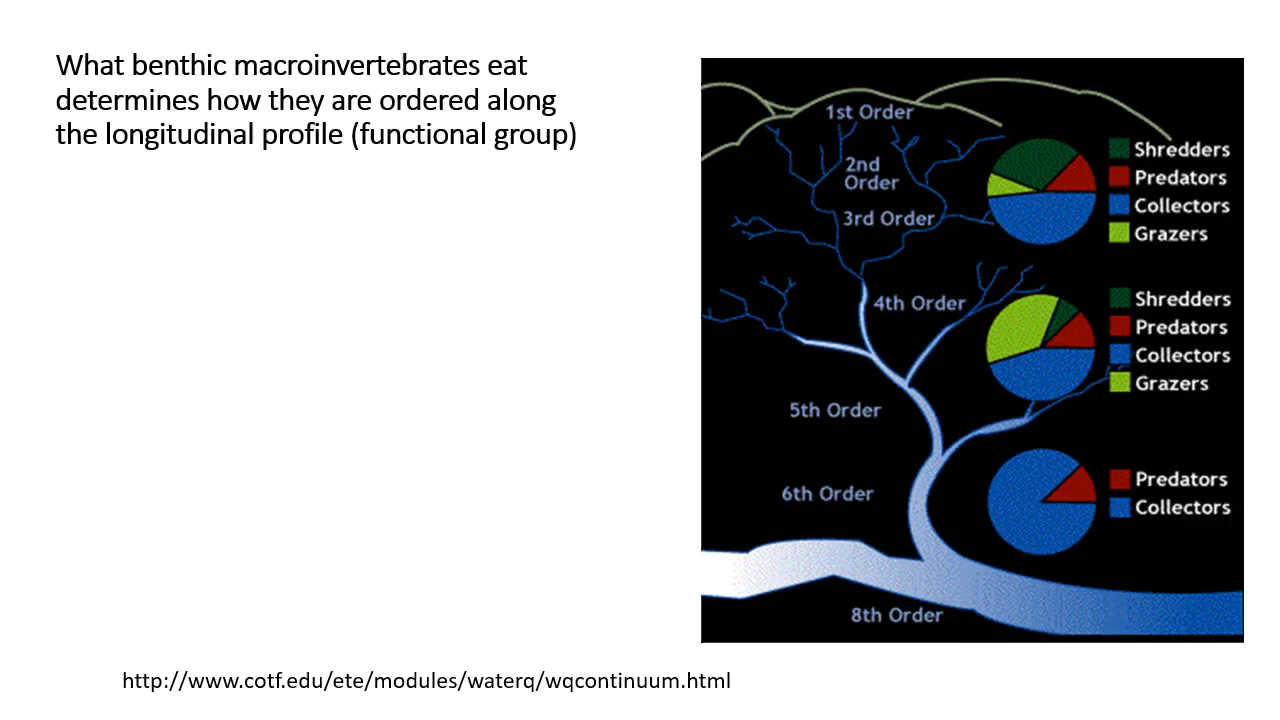 What benthic macroinvertebrates eat
determines how they are ordered along
the longitudinal profile (functional group)
1st Order
2nd
Order
3rd Order
Shredders
Predators
Collectors
Grazers
4th Order
Shredders
Predators
Collectors
Grazers
5th Order
6th Order
Predators
Collectors
8th Order
http://www.cotf.edu/ete/modules/waterq/wqcontinuum.html